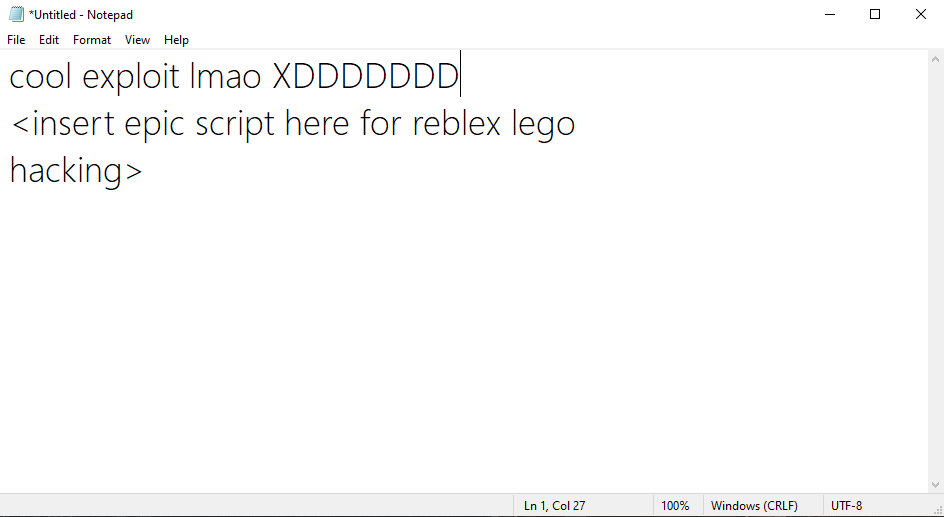 *Untitled - Notepad
File Edit Format View Help
cool exploit lmao XDDDDDDD
<insert epic script here for reblex lego
hacking>
Ln 1, Col 27 100% Windows (CRLF) UTF-8